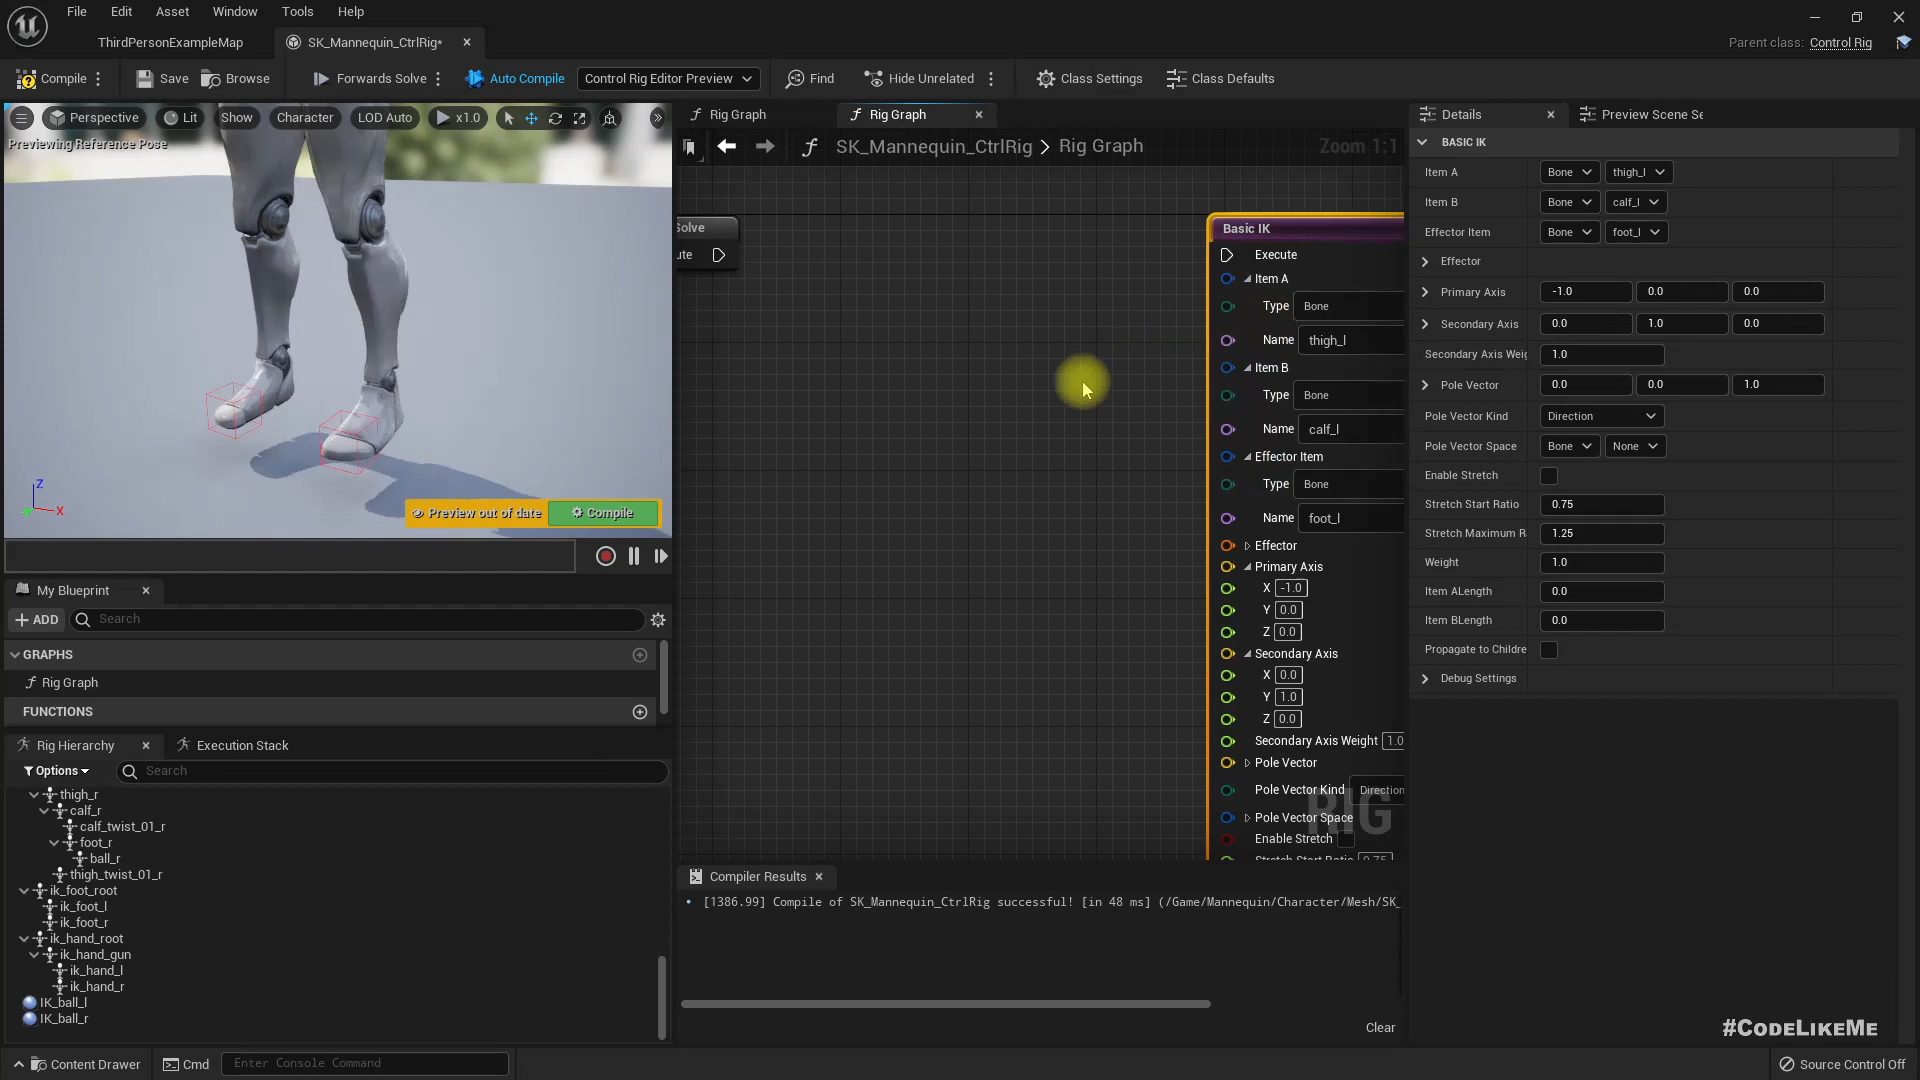 File Edit Asset Window Tools Help
ThirdPersonExampleMap
SK_Mannequin_CtrlRig*
Parent class: Control Rig
Compile
Save
Browse
Forwards Solve
Auto Compile
Control Rig Editor Preview
Find
Hide Unrelated
Class Settings
Class Defaults
Perspective
Lit
Show
Character
LOD Auto
x1.0
Previewing Reference Pose
Z
X
Preview out of date
Compile
Rig Graph
Rig Graph
SK_Mannequin_CtrlRig > Rig Graph
Zoom 1:1
Solve
ute
Basic IK
Execute
Item A
Type Bone
Name thigh_l
Item B
Type Bone
Name calf_l
Effector Item
Type Bone
Name foot_l
Effector
Primary Axis
X -1.0
Y 0.0
Z 0.0
Secondary Axis
X 0.0
Y 1.0
Z 0.0
Secondary Axis Weight 1.0
Pole Vector
Pole Vector Kind Direction
Pole Vector Space
Enable Stretch
Stretch Start Ratio 0.75
RIG
Details
Preview Scene Se
BASIC IK
Item A Bone thigh_l
Item B Bone calf_l
Effector Item Bone foot_l
Effector
Primary Axis -1.0 0.0 0.0
Secondary Axis 0.0 1.0 0.0
Secondary Axis Weig 1.0
Pole Vector 0.0 0.0 1.0
Pole Vector Kind Direction
Pole Vector Space Bone None
Enable Stretch
Stretch Start Ratio 0.75
Stretch Maximum R 1.25
Weight 1.0
Item ALength 0.0
Item BLength 0.0
Propagate to Childre
Debug Settings
My Blueprint
ADD
Search
GRAPHS
Rig Graph
FUNCTIONS
Rig Hierarchy
Execution Stack
Options
Search
thigh_r
calf_r
calf_twist_01_r
foot_r
ball_r
thigh_twist_01_r
ik_foot_root
ik_foot_l
ik_foot_r
ik_hand_root
ik_hand_gun
ik_hand_l
ik_hand_r
IK_ball_l
IK_ball_r
Compiler Results
[1386.99] Compile of SK_Mannequin_CtrlRig successful! [in 48 ms] (/Game/Mannequin/Character/Mesh/SK_
Clear
#CODELIKEME
Content Drawer
Cmd
Enter Console Command
Source Control Off